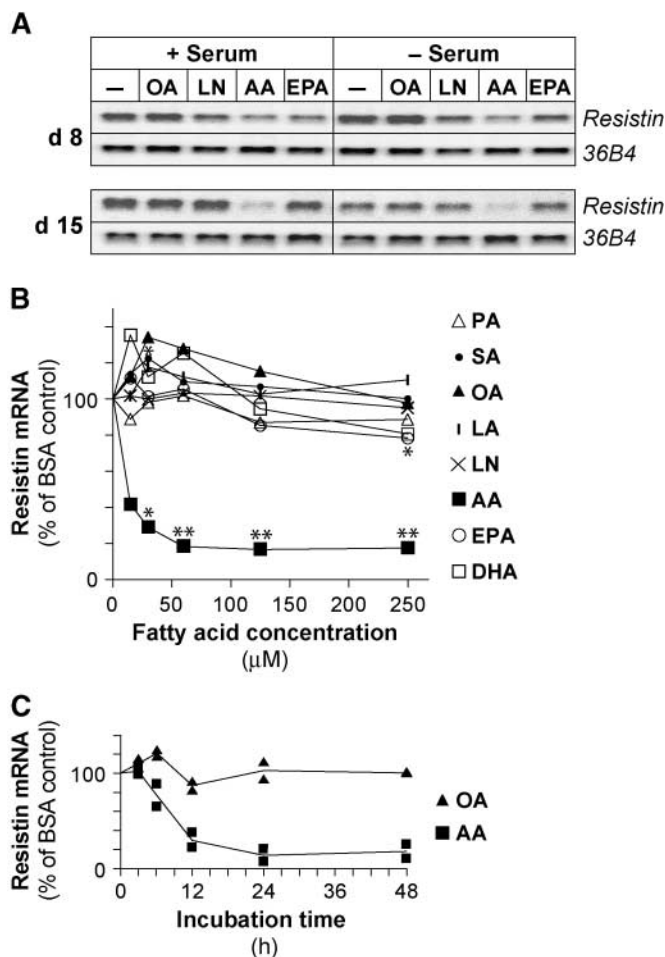 A
+ Serum – Serum
– OA LN AA EPA – OA LN AA EPA
Resistin
d 8
36B4
Resistin
d 15
36B4
B
Resistin mRNA
(% of BSA control)
100
0
* * ** ** ** *
0 50 100 150 200 250
Fatty acid concentration
(μM)
PA
SA
OA
LA
LN
AA
EPA
DHA
C
Resistin mRNA
(% of BSA control)
100
0
0 12 24 36 48
Incubation time
(h)
OA
AA